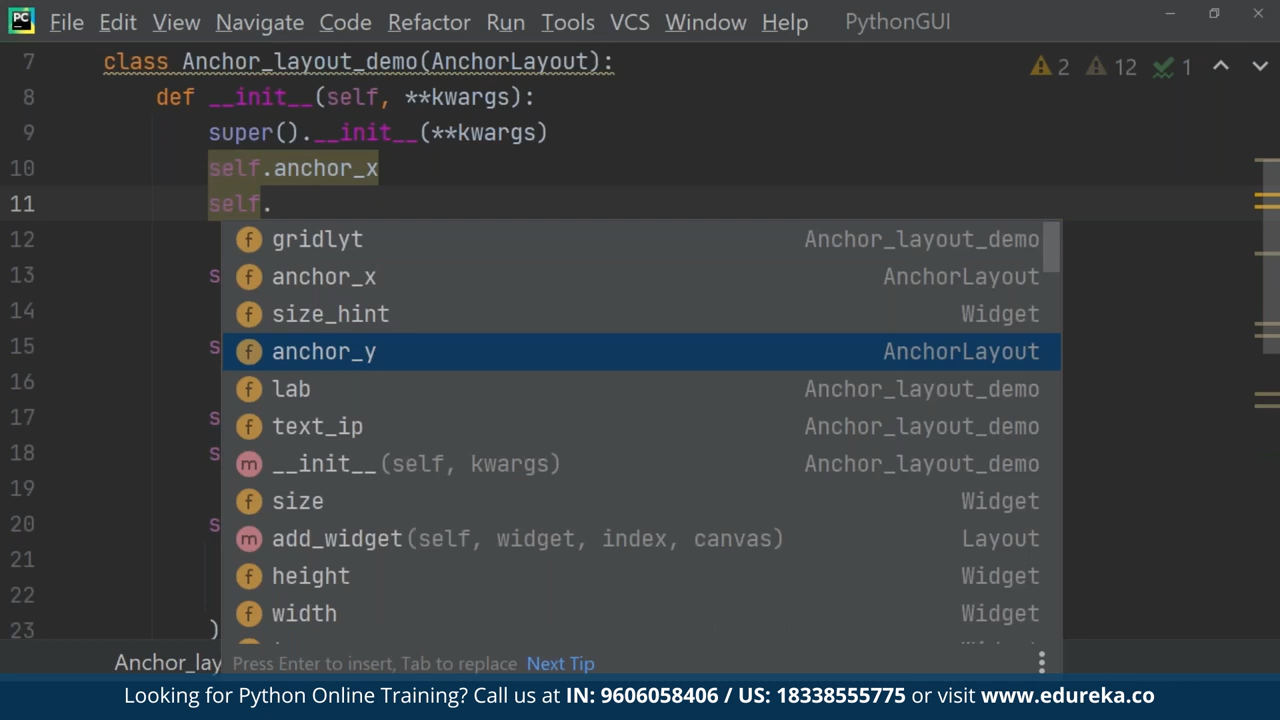 PC File Edit View Navigate Code Refactor Run Tools VCS Window Help PythonGUI
7 class Anchor_layout_demo(AnchorLayout): 2 12 1
8 def __init__(self, **kwargs):
9 super().__init__(**kwargs)
10 self.anchor_x
11 self.
12 gridlyt Anchor_layout_demo
13 s anchor_x AnchorLayout
14 size_hint Widget
15 s anchor_y AnchorLayout
16 lab Anchor_layout_demo
17 s text_ip Anchor_layout_demo
18 s __init__(self, kwargs) Anchor_layout_demo
19 size Widget
20 s add_widget(self, widget, index, canvas) Layout
21 height Widget
22 width Widget
23 )
Anchor_lay Press Enter to insert, Tab to replace Next Tip
Looking for Python Online Training? Call us at IN: 9606058406 / US: 18338555775 or visit www.edureka.co